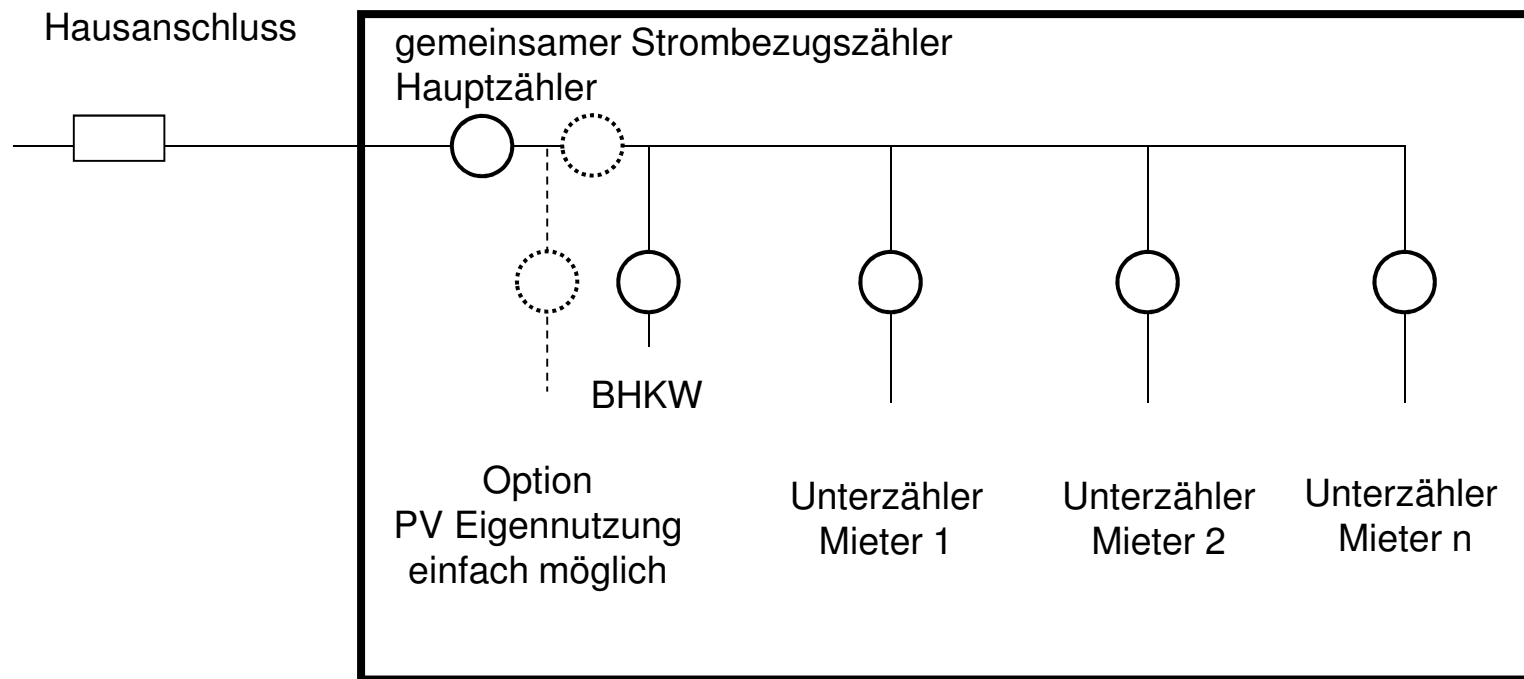 Hausanschluss
gemeinsamer Strombezugszähler
Hauptzähler
BHKW
Option
PV Eigennutzung
einfach möglich
Unterzähler
Mieter 1
Unterzähler
Mieter 2
Unterzähler
Mieter n